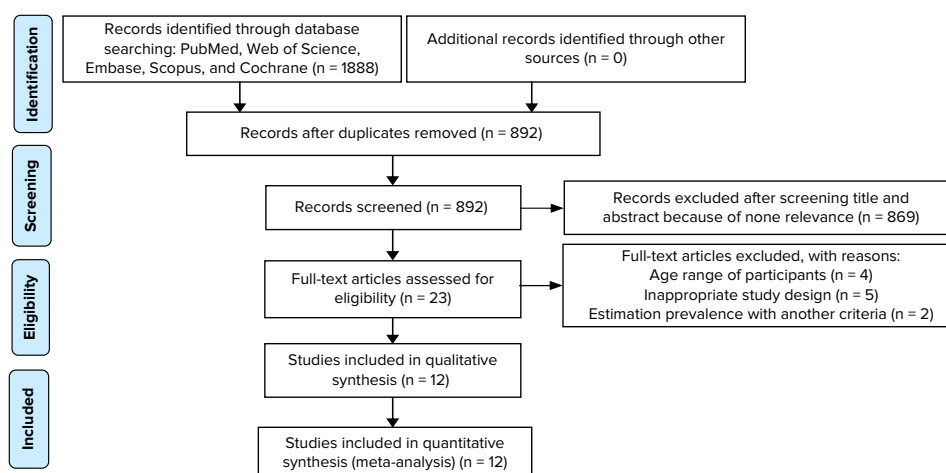 Identification
Records identified through database
searching: PubMed, Web of Science,
Embase, Scopus, and Cochrane (n = 1888)
Additional records identified through other
sources (n = 0)
Records after duplicates removed (n = 892)
Screening
Records screened (n = 892)
Records excluded after screening title and
abstract because of none relevance (n = 869)
Eligibility
Full-text articles assessed for
eligibility (n = 23)
Full-text articles excluded, with reasons:
Age range of participants (n = 4)
Inappropriate study design (n = 5)
Estimation prevalence with another criteria (n = 2)
Studies included in qualitative
synthesis (n = 12)
Included
Studies included in quantitative
synthesis (meta-analysis) (n = 12)